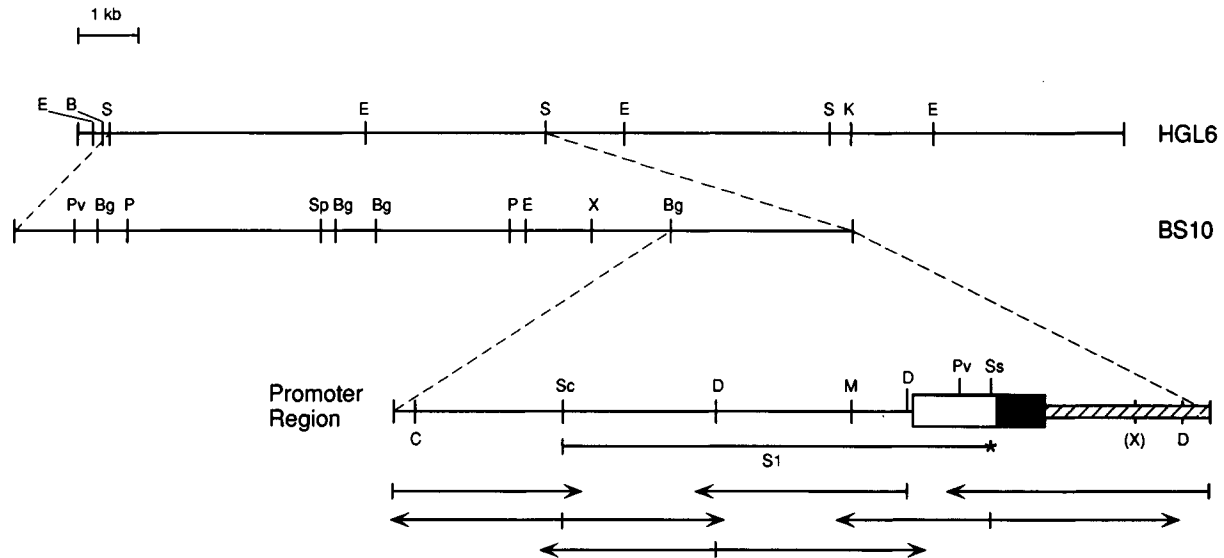 1 kb
E B S E S E S K E HGL6
Pv Bg P Sp Bg Bg P E X Bg BS10
Promoter
Region
Sc D M D Pv Ss
C (X) D
*
S1